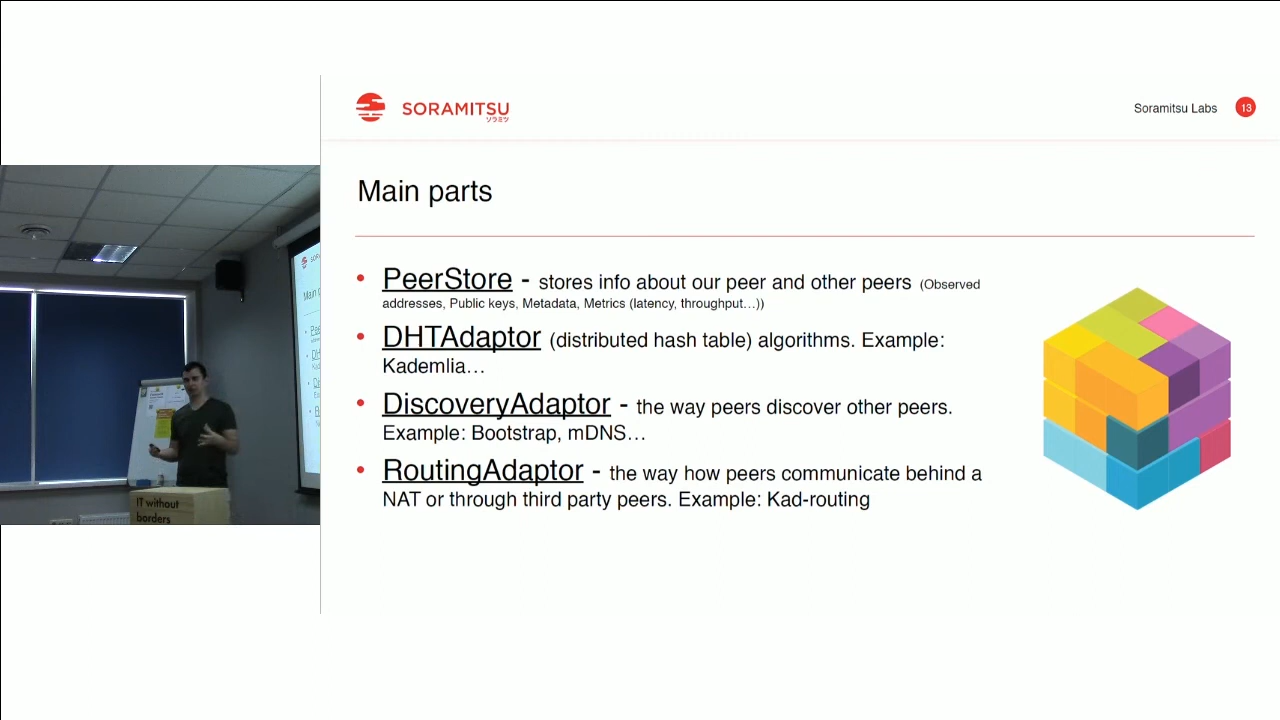 SORAMITSU
ソラミツ
Soramitsu Labs 13
Main parts
• PeerStore - stores info about our peer and other peers (Observed
addresses, Public keys, Metadata, Metrics (latency, throughput…))
• DHTAdaptor (distributed hash table) algorithms. Example:
Kademlia…
• DiscoveryAdaptor - the way peers discover other peers.
Example: Bootstrap, mDNS…
• RoutingAdaptor - the way how peers communicate behind a
NAT or through third party peers. Example: Kad-routing
IT without
borders